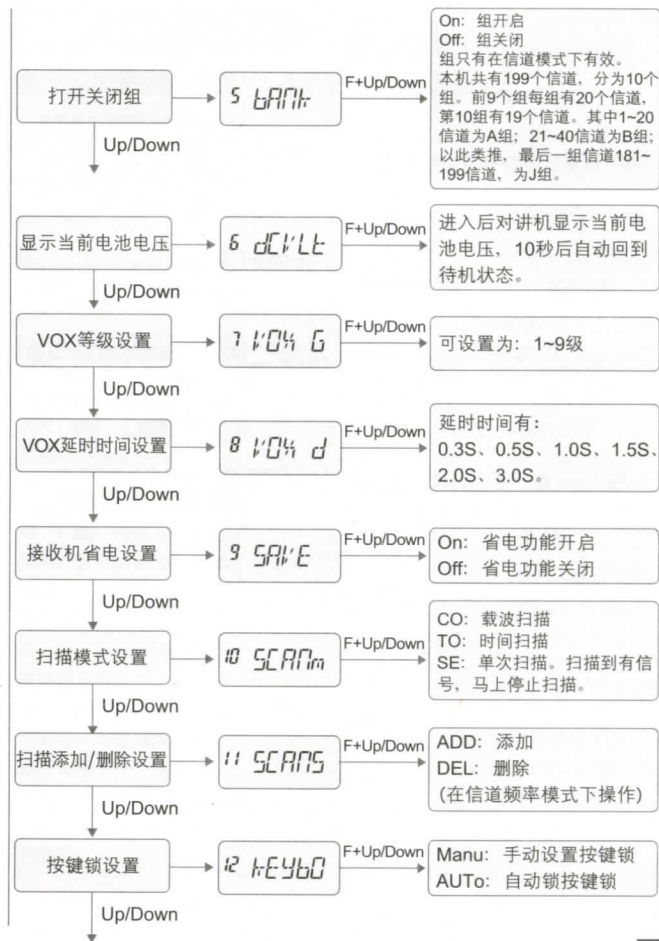 打开关闭组
5 bANK
F+Up/Down
On：组开启
Off：组关闭
组只有在信道模式下有效。
本机共有199个信道，分为10个
组。前9个组每组有20个信道，
第10组有19个信道。其中1~20
信道为A组；21~40信道为B组；
以此类推，最后一组信道181~
199信道，为J组。
Up/Down
显示当前电池电压
6 dCVLt
F+Up/Down
进入后对讲机显示当前电
池电压，10秒后自动回到
待机状态。
Up/Down
VOX等级设置
7 VOX G
F+Up/Down
可设置为：1~9级
Up/Down
VOX延时时间设置
8 VOX d
F+Up/Down
延时时间有：
0.3S、0.5S、1.0S、1.5S、
2.0S、3.0S。
Up/Down
接收机省电设置
9 SAVE
F+Up/Down
On：省电功能开启
Off：省电功能关闭
Up/Down
扫描模式设置
10 SCANm
F+Up/Down
CO：载波扫描
TO：时间扫描
SE：单次扫描。扫描到有信
号，马上停止扫描。
Up/Down
扫描添加/删除设置
11 SCANS
F+Up/Down
ADD：添加
DEL：删除
(在信道频率模式下操作)
Up/Down
按键锁设置
12 KEYbO
F+Up/Down
Manu：手动设置按键锁
AUTo：自动锁按键锁
Up/Down